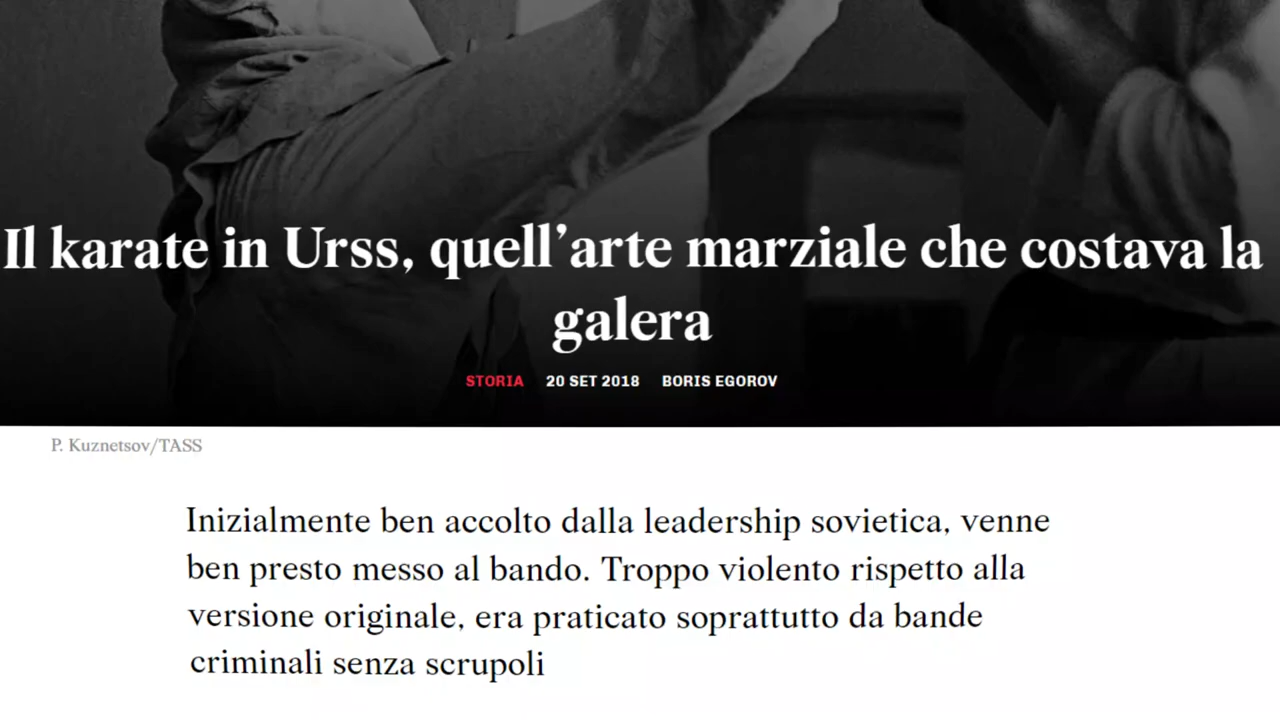 Il karate in Urss, quell’arte marziale che costava la
galera
STORIA 20 SET 2018 BORIS EGOROV
P. Kuznetsov/TASS
Inizialmente ben accolto dalla leadership sovietica, venne
ben presto messo al bando. Troppo violento rispetto alla
versione originale, era praticato soprattutto da bande
criminali senza scrupoli